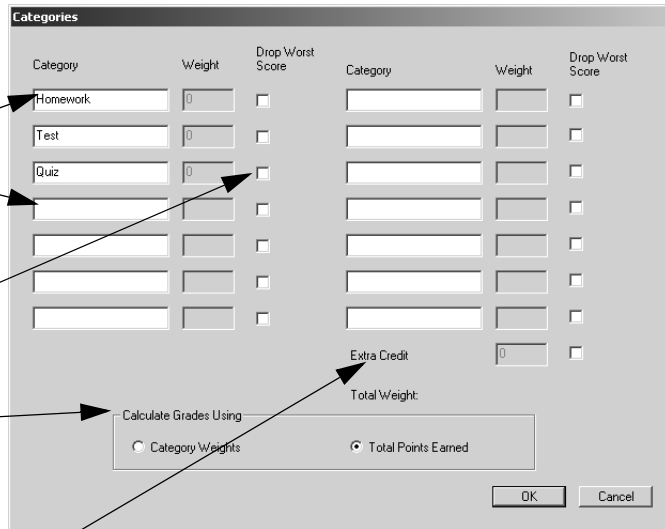 Categories
Category Weight Drop Worst Score Category Weight Drop Worst Score
Homework 0
Test 0
Quiz 0
Extra Credit 0
Total Weight:
Calculate Grades Using
Category Weights Total Points Earned
OK Cancel